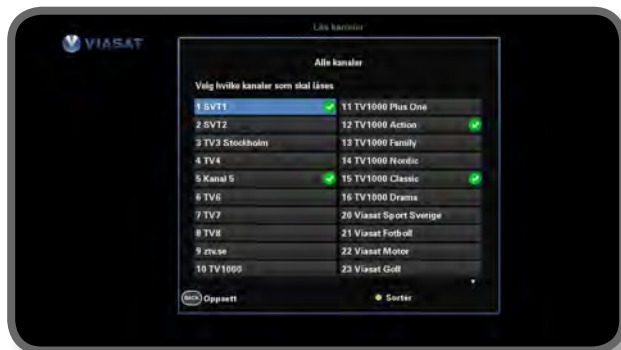 Lås kanaler
VIASAT
Alle kanaler
Velg hvilke kanaler som skal låses
1 SVT1
2 SVT2
3 TV3 Stockholm
4 TV4
5 Kanal 5
6 TV6
7 TV7
8 TV8
9 ztv.se
10 TV1000
11 TV1000 Plus One
12 TV1000 Action
13 TV1000 Family
14 TV1000 Nordic
15 TV1000 Classic
16 TV1000 Drama
20 Viasat Sport Sverige
21 Viasat Fotboll
22 Viasat Motor
23 Viasat Golf
BACK Oppsett
Sortér